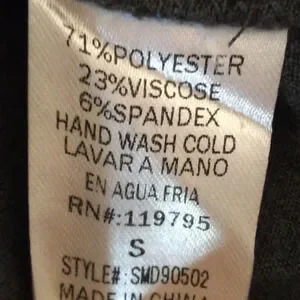 71%POLYESTER
23%VISCOSE
6%SPANDEX
HAND WASH COLD
LAVAR A MANO
EN AGUA FRIA
RN#:119795
S
STYLE#:SMD90502
MADE IN CHINA